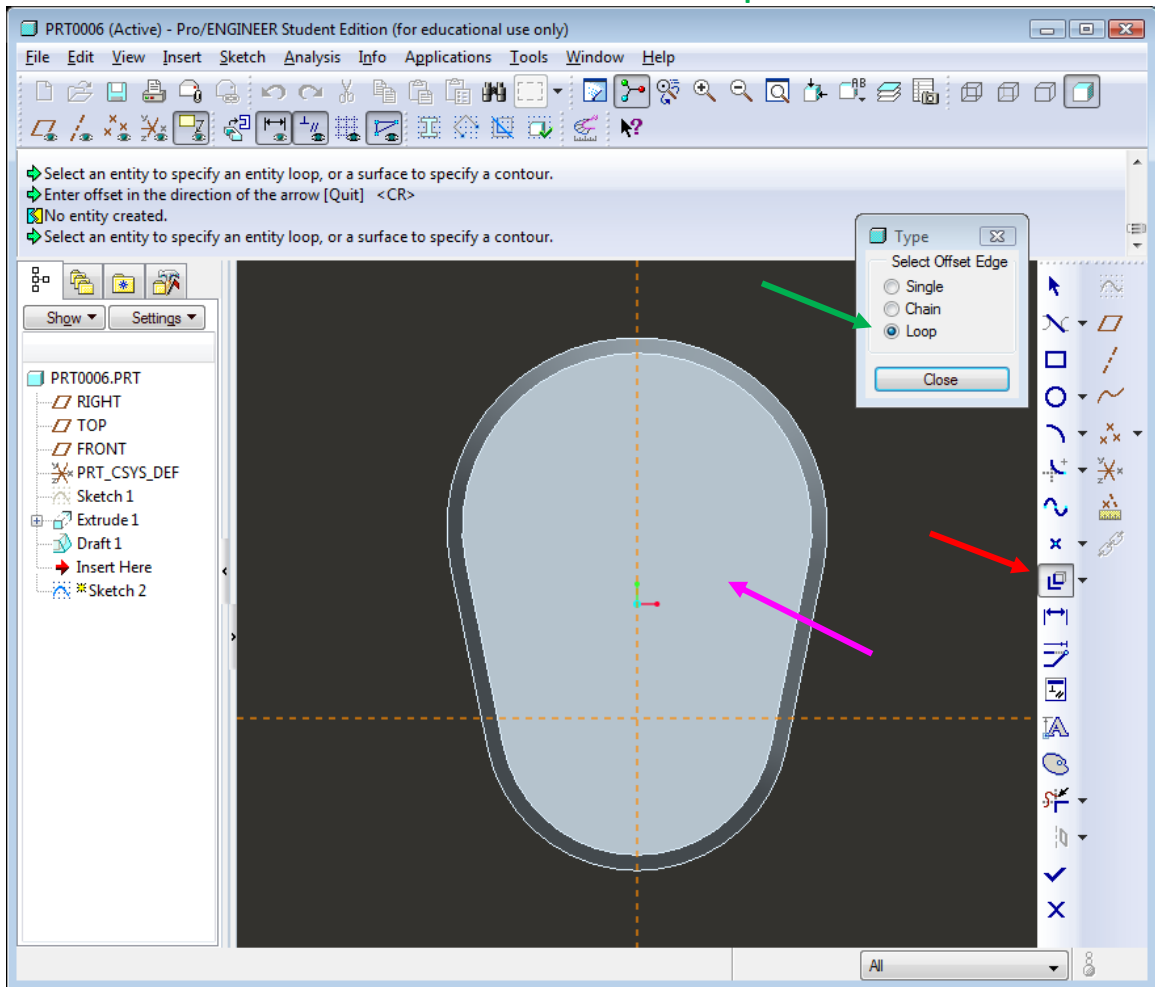 PRT0006 (Active) - Pro/ENGINEER Student Edition (for educational use only)
File Edit View Insert Sketch Analysis Info Applications Tools Window Help
Select an entity to specify an entity loop, or a surface to specify a contour.
Enter offset in the direction of the arrow [Quit] <CR>
No entity created.
Select an entity to specify an entity loop, or a surface to specify a contour.
Type
Select Offset Edge
Single
Chain
Loop
Close
Show Settings
PRT0006.PRT
RIGHT
TOP
FRONT
PRT_CSYS_DEF
Sketch 1
Extrude 1
Draft 1
Insert Here
Sketch 2
All